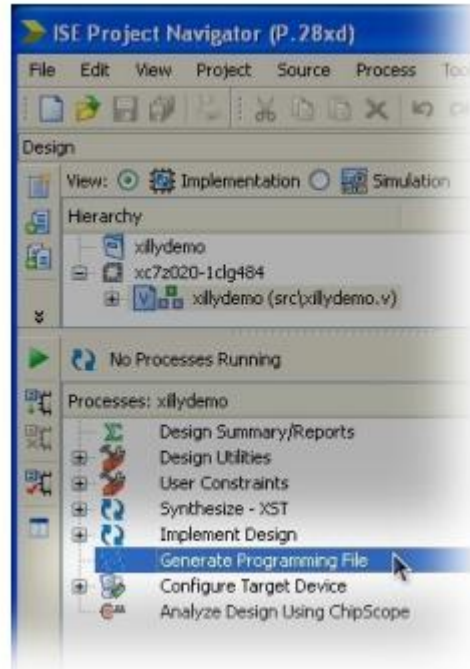 ISE Project Navigator (P.28xd)
File Edit View Project Source Process Tools
Design
View: Implementation Simulation
Hierarchy
xillydemo
xc7z020-1clg484
xillydemo (src\xillydemo.v)
No Processes Running
Processes: xillydemo
Design Summary/Reports
Design Utilities
User Constraints
Synthesize - XST
Implement Design
Generate Programming File
Configure Target Device
Analyze Design Using ChipScope